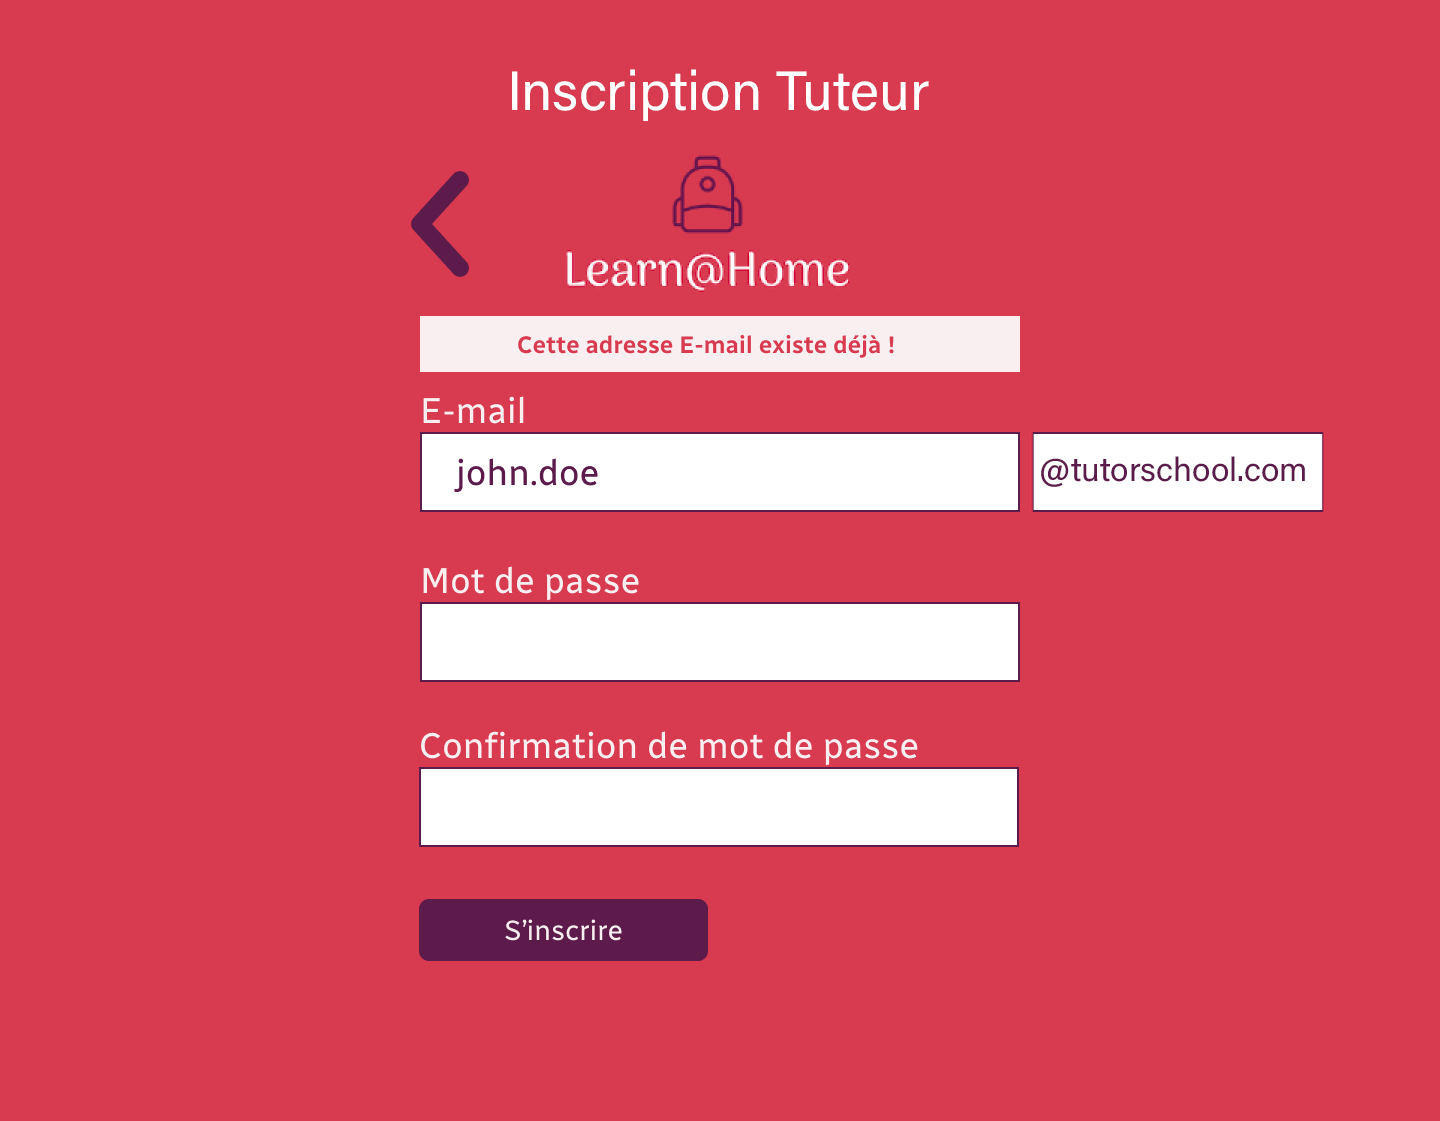 Inscription Tuteur
Learn@Home
Cette adresse E-mail existe déjà !
E-mail
john.doe
@tutorschool.com
Mot de passe
Confirmation de mot de passe
S’inscrire